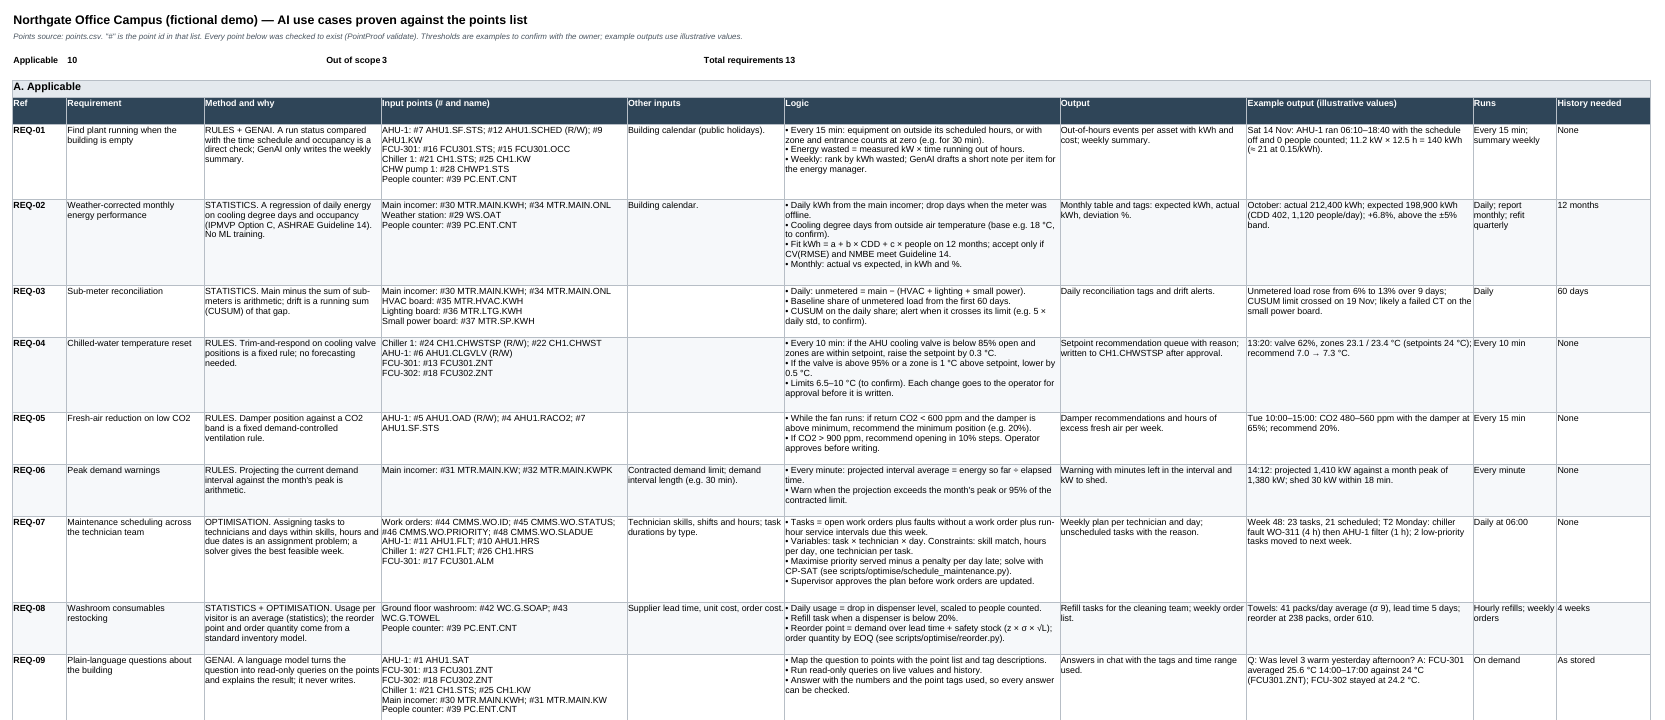 Northgate Office Campus (fictional demo) — AI use cases proven against the points list
Points source: points.csv. "#" is the point id in that list. Every point below was checked to exist (PointProof validate). Thresholds are examples to confirm with the owner; example outputs use illustrative values.
Applicable 10 Out of scope 3 Total requirements 13
A. Applicable
Ref Requirement Method and why Input points (# and name) Other inputs Logic Output Example output (illustrative values) Runs History needed
REQ-01
Find plant running when the
building is empty
RULES + GENAI. A run status compared
with the time schedule and occupancy is a
direct check; GenAI only writes the weekly
summary.
AHU-1: #7 AHU1.SF.STS; #12 AHU1.SCHED (R/W); #9
AHU1.KW
FCU-301: #16 FCU301.STS; #15 FCU301.OCC
Chiller 1: #21 CH1.STS; #25 CH1.KW
CHW pump 1: #28 CHWP1.STS
People counter: #39 PC.ENT.CNT
Building calendar (public holidays).
• Every 15 min: equipment on outside its scheduled hours, or with
zone and entrance counts at zero (e.g. for 30 min).
• Energy wasted = measured kW × time running out of hours.
• Weekly: rank by kWh wasted; GenAI drafts a short note per item for
the energy manager.
Out-of-hours events per asset with kWh and
cost; weekly summary.
Sat 14 Nov: AHU-1 ran 06:10–18:40 with the schedule
off and 0 people counted; 11.2 kW × 12.5 h = 140 kWh
(≈ 21 at 0.15/kWh).
Every 15 min;
summary weekly
None
REQ-02
Weather-corrected monthly
energy performance
STATISTICS. A regression of daily energy
on cooling degree days and occupancy
(IPMVP Option C, ASHRAE Guideline 14).
No ML training.
Main incomer: #30 MTR.MAIN.KWH; #34 MTR.MAIN.ONL
Weather station: #29 WS.OAT
People counter: #39 PC.ENT.CNT
Building calendar.
• Daily kWh from the main incomer; drop days when the meter was
offline.
• Cooling degree days from outside air temperature (base e.g. 18 °C,
to confirm).
• Fit kWh = a + b × CDD + c × people on 12 months; accept only if
CV(RMSE) and NMBE meet Guideline 14.
• Monthly: actual vs expected, in kWh and %.
Monthly table and tags: expected kWh, actual
kWh, deviation %.
October: actual 212,400 kWh; expected 198,900 kWh
(CDD 402, 1,120 people/day); +6.8%, above the ±5%
band.
Daily; report
monthly; refit
quarterly
12 months
REQ-03
Sub-meter reconciliation
STATISTICS. Main minus the sum of sub-
meters is arithmetic; drift is a running sum
(CUSUM) of that gap.
Main incomer: #30 MTR.MAIN.KWH; #34 MTR.MAIN.ONL
HVAC board: #35 MTR.HVAC.KWH
Lighting board: #36 MTR.LTG.KWH
Small power board: #37 MTR.SP.KWH
• Daily: unmetered = main − (HVAC + lighting + small power).
• Baseline share of unmetered load from the first 60 days.
• CUSUM on the daily share; alert when it crosses its limit (e.g. 5 ×
daily std, to confirm).
Daily reconciliation tags and drift alerts.
Unmetered load rose from 6% to 13% over 9 days;
CUSUM limit crossed on 19 Nov; likely a failed CT on the
small power board.
Daily
60 days
REQ-04
Chilled-water temperature reset
RULES. Trim-and-respond on cooling valve
positions is a fixed rule; no forecasting
needed.
Chiller 1: #24 CH1.CHWSTSP (R/W); #22 CH1.CHWST
AHU-1: #6 AHU1.CLGVLV (R/W)
FCU-301: #13 FCU301.ZNT
FCU-302: #18 FCU302.ZNT
• Every 10 min: if the AHU cooling valve is below 85% open and
zones are within setpoint, raise the setpoint by 0.3 °C.
• If the valve is above 95% or a zone is 1 °C above setpoint, lower by
0.5 °C.
• Limits 6.5–10 °C (to confirm). Each change goes to the operator for
approval before it is written.
Setpoint recommendation queue with reason;
written to CH1.CHWSTSP after approval.
13:20: valve 62%, zones 23.1 / 23.4 °C (setpoints 24 °C);
recommend 7.0 → 7.3 °C.
Every 10 min
None
REQ-05
Fresh-air reduction on low CO2
RULES. Damper position against a CO2
band is a fixed demand-controlled
ventilation rule.
AHU-1: #5 AHU1.OAD (R/W); #4 AHU1.RACO2; #7
AHU1.SF.STS
• While the fan runs: if return CO2 < 600 ppm and the damper is
above minimum, recommend the minimum position (e.g. 20%).
• If CO2 > 900 ppm, recommend opening in 10% steps. Operator
approves before writing.
Damper recommendations and hours of
excess fresh air per week.
Tue 10:00–15:00: CO2 480–560 ppm with the damper at
65%; recommend 20%.
Every 15 min
None
REQ-06
Peak demand warnings
RULES. Projecting the current demand
interval against the month's peak is
arithmetic.
Main incomer: #31 MTR.MAIN.KW; #32 MTR.MAIN.KWPK
Contracted demand limit; demand
interval length (e.g. 30 min).
• Every minute: projected interval average = energy so far ÷ elapsed
time.
• Warn when the projection exceeds the month's peak or 95% of the
contracted limit.
Warning with minutes left in the interval and
kW to shed.
14:12: projected 1,410 kW against a month peak of
1,380 kW; shed 30 kW within 18 min.
Every minute
None
REQ-07
Maintenance scheduling across
the technician team
OPTIMISATION. Assigning tasks to
technicians and days within skills, hours and
due dates is an assignment problem; a
solver gives the best feasible week.
Work orders: #44 CMMS.WO.ID; #45 CMMS.WO.STATUS;
#46 CMMS.WO.PRIORITY; #48 CMMS.WO.SLADUE
AHU-1: #11 AHU1.FLT; #10 AHU1.HRS
Chiller 1: #27 CH1.FLT; #26 CH1.HRS
FCU-301: #17 FCU301.ALM
Technician skills, shifts and hours; task
durations by type.
• Tasks = open work orders plus faults without a work order plus run-
hour service intervals due this week.
• Variables: task × technician × day. Constraints: skill match, hours
per day, one technician per task.
• Maximise priority served minus a penalty per day late; solve with
CP-SAT (see scripts/optimise/schedule_maintenance.py).
• Supervisor approves the plan before work orders are updated.
Weekly plan per technician and day;
unscheduled tasks with the reason.
Week 48: 23 tasks, 21 scheduled; T2 Monday: chiller
fault WO-311 (4 h) then AHU-1 filter (1 h); 2 low-priority
tasks moved to next week.
Daily at 06:00
None
REQ-08
Washroom consumables
restocking
STATISTICS + OPTIMISATION. Usage per
visitor is an average (statistics); the reorder
point and order quantity come from a
standard inventory model.
Ground floor washroom: #42 WC.G.SOAP; #43
WC.G.TOWEL
People counter: #39 PC.ENT.CNT
Supplier lead time, unit cost, order cost.
• Daily usage = drop in dispenser level, scaled to people counted.
• Refill task when a dispenser is below 20%.
• Reorder point = demand over lead time + safety stock (z × σ × √L);
order quantity by EOQ (see scripts/optimise/reorder.py).
Refill tasks for the cleaning team; weekly order
list.
Towels: 41 packs/day average (σ 9), lead time 5 days;
reorder at 238 packs, order 610.
Hourly refills; weekly
orders
4 weeks
REQ-09
Plain-language questions about
the building
GENAI. A language model turns the
question into read-only queries on the points
and explains the result; it never writes.
AHU-1: #1 AHU1.SAT
FCU-301: #13 FCU301.ZNT
FCU-302: #18 FCU302.ZNT
Chiller 1: #21 CH1.STS; #25 CH1.KW
Main incomer: #30 MTR.MAIN.KWH; #31 MTR.MAIN.KW
People counter: #39 PC.ENT.CNT
• Map the question to points with the point list and tag descriptions.
• Run read-only queries on live values and history.
• Answer with the numbers and the point tags used, so every answer
can be checked.
Answers in chat with the tags and time range
used.
Q: Was level 3 warm yesterday afternoon? A: FCU-301
averaged 25.6 °C 14:00–17:00 against 24 °C
(FCU301.ZNT); FCU-302 stayed at 24.2 °C.
On demand
As stored